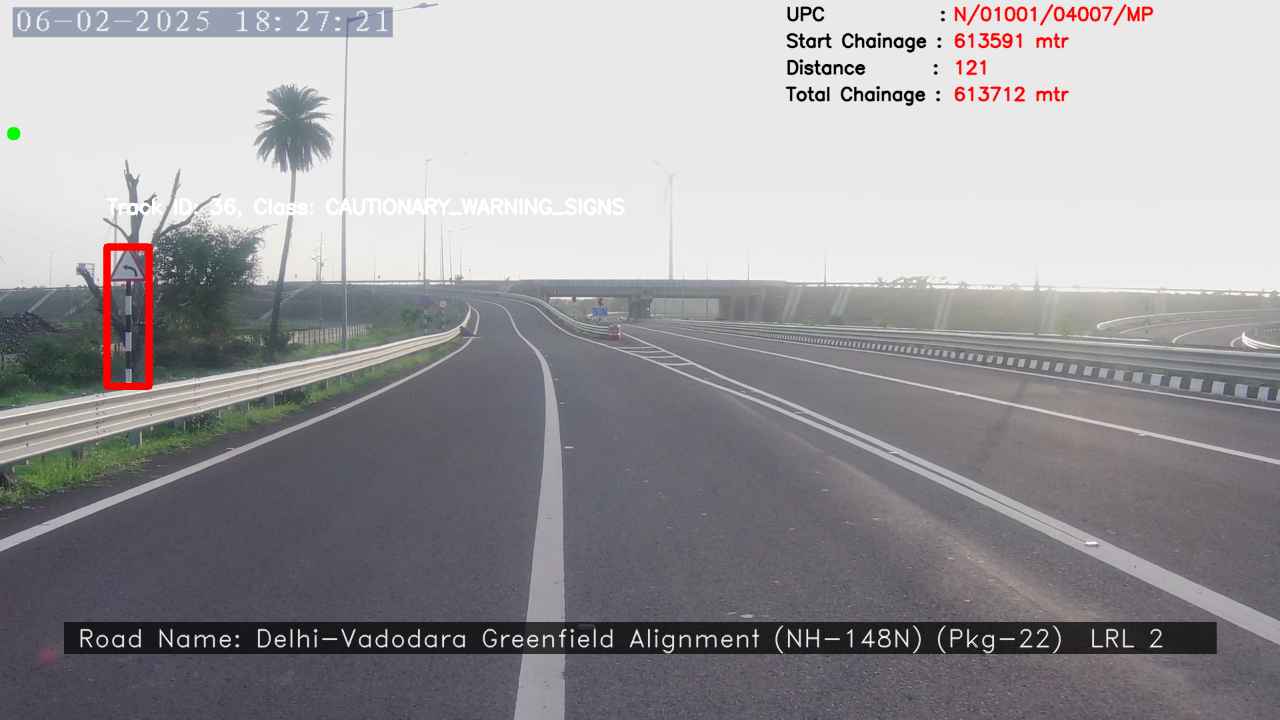 06-02-2025 18:27:21
UPC : N/01001/04007/MP
Start Chainage : 613591 mtr
Distance : 121
Total Chainage : 613712 mtr
Track ID: 36, Class: CAUTIONARY_WARNING_SIGNS
Road Name: Delhi-Vadodara Greenfield Alignment (NH-148N) (Pkg-22) LRL 2